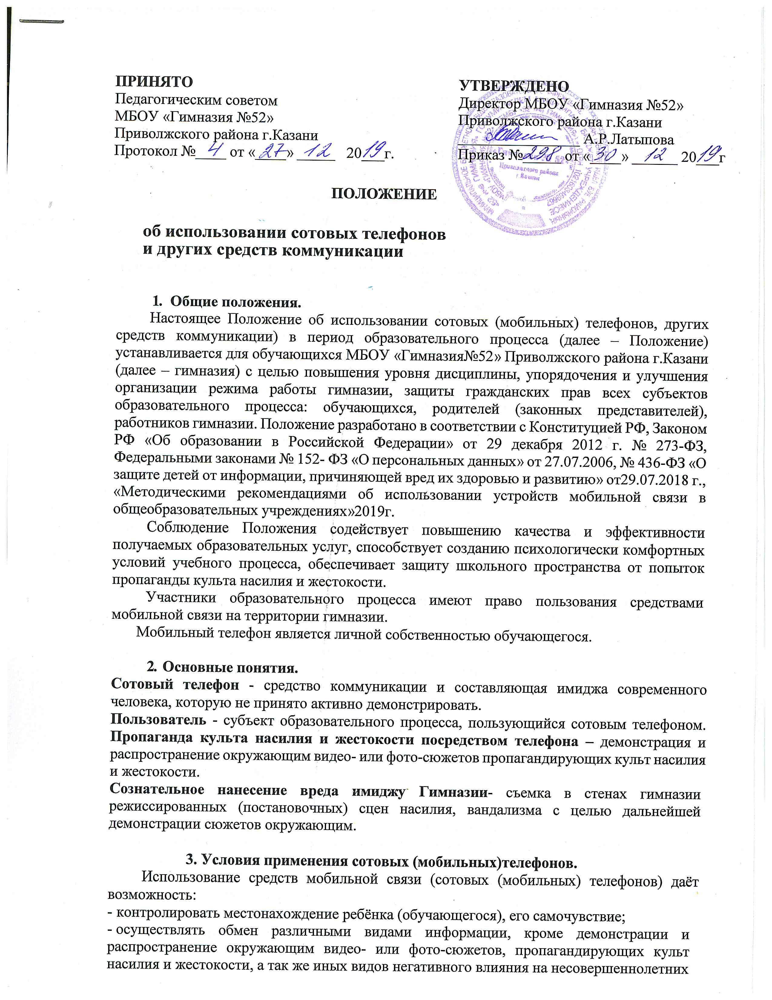 ПРИНЯТО
Педагогическим советом
МБОУ «Гимназия №52»
Приволжского района г.Казани
Протокол № 4 от «27» 12 2019г.
УТВЕРЖДЕНО
Директор МБОУ «Гимназия №52»
Приволжского района г.Казани
А.Р.Латыпова
Приказ №298 от «30» 12 2019г
Приволжского района
г.Казани
ПОЛОЖЕНИЕ
об использовании сотовых телефонов
и других средств коммуникации
1. Общие положения.
Настоящее Положение об использовании сотовых (мобильных) телефонов, других
средств коммуникации) в период образовательного процесса (далее – Положение)
устанавливается для обучающихся МБОУ «Гимназия№52» Приволжского района г.Казани
(далее – гимназия) с целью повышения уровня дисциплины, упорядочения и улучшения
организации режима работы гимназии, защиты гражданских прав всех субъектов
образовательного процесса: обучающихся, родителей (законных представителей),
работников гимназии. Положение разработано в соответствии с Конституцией РФ, Законом
РФ «Об образовании в Российской Федерации» от 29 декабря 2012 г. № 273-ФЗ,
Федеральными законами № 152- ФЗ «О персональных данных» от 27.07.2006, № 436-ФЗ «О
защите детей от информации, причиняющей вред их здоровью и развитию» от29.07.2018 г.,
«Методическими рекомендациями об использовании устройств мобильной связи в
общеобразовательных учреждениях»2019г.
Соблюдение Положения содействует повышению качества и эффективности
получаемых образовательных услуг, способствует созданию психологически комфортных
условий учебного процесса, обеспечивает защиту школьного пространства от попыток
пропаганды культа насилия и жестокости.
Участники образовательного процесса имеют право пользования средствами
мобильной связи на территории гимназии.
Мобильный телефон является личной собственностью обучающегося.
2. Основные понятия.
Сотовый телефон - средство коммуникации и составляющая имиджа современного
человека, которую не принято активно демонстрировать.
Пользователь - субъект образовательного процесса, пользующийся сотовым телефоном.
Пропаганда культа насилия и жестокости посредством телефона – демонстрация и
распространение окружающим видео- или фото-сюжетов пропагандирующих культ насилия
и жестокости.
Сознательное нанесение вреда имиджу Гимназии- съемка в стенах гимназии
режиссированных (постановочных) сцен насилия, вандализма с целью дальнейшей
демонстрации сюжетов окружающим.
3. Условия применения сотовых (мобильных)телефонов.
Использование средств мобильной связи (сотовых (мобильных) телефонов) даёт
возможность:
- контролировать местонахождение ребёнка (обучающегося), его самочувствие;
- осуществлять обмен различными видами информации, кроме демонстрации и
распространение окружающим видео- или фото-сюжетов, пропагандирующих культ
насилия и жестокости, а так же иных видов негативного влияния на несовершеннолетних